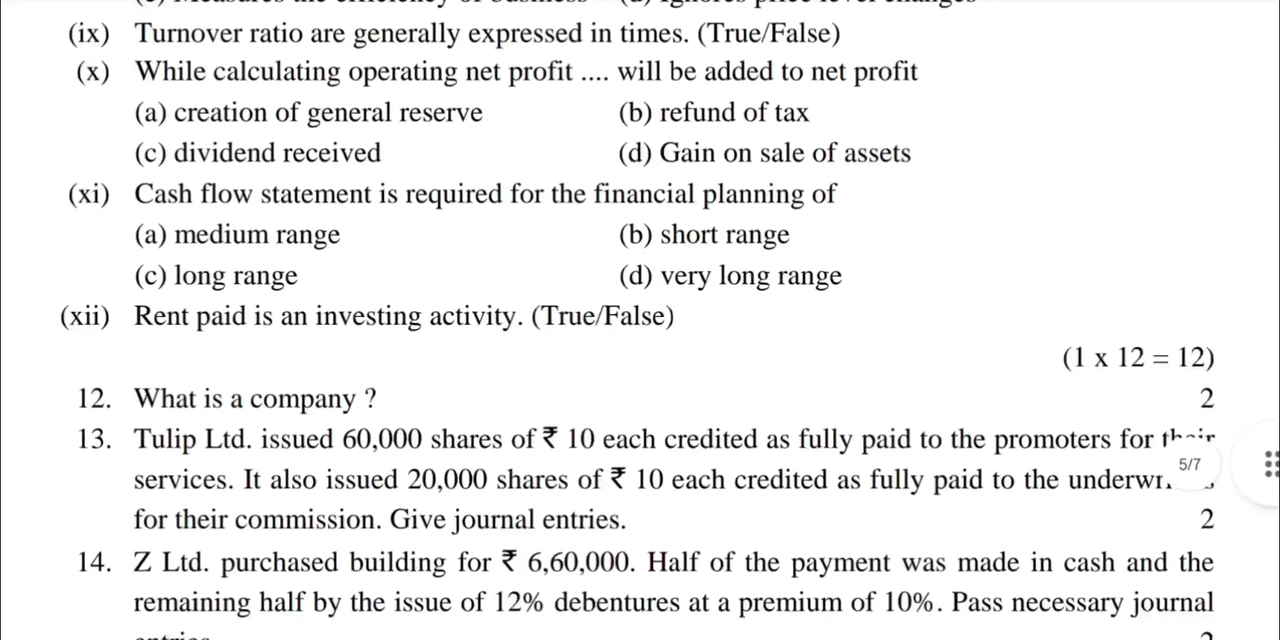 (ix) Turnover ratio are generally expressed in times. (True/False)
(x) While calculating operating net profit .... will be added to net profit
(a) creation of general reserve (b) refund of tax
(c) dividend received (d) Gain on sale of assets
(xi) Cash flow statement is required for the financial planning of
(a) medium range (b) short range
(c) long range (d) very long range
(xii) Rent paid is an investing activity. (True/False)
(1 x 12 = 12)
12. What is a company ? 2
13. Tulip Ltd. issued 60,000 shares of ₹ 10 each credited as fully paid to the promoters for their
5/7
services. It also issued 20,000 shares of ₹ 10 each credited as fully paid to the
for their commission. Give journal entries. 2
14. Z Ltd. purchased building for ₹ 6,60,000. Half of the payment was made in cash and the
remaining half by the issue of 12% debentures at a premium of 10%. Pass necessary journal